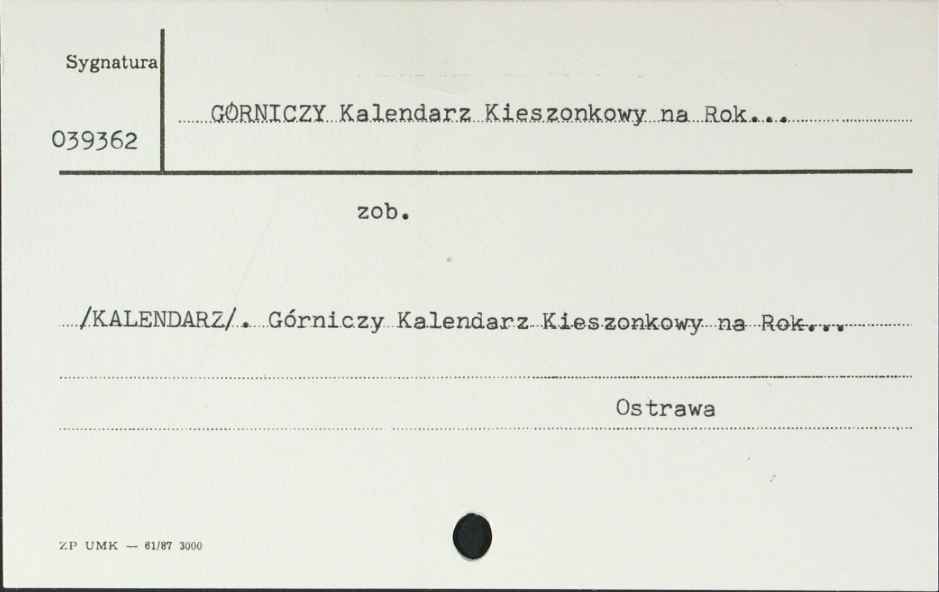 Sygnatura
GÓRNICZY Kalendarz Kieszonkowy na Rok...
039362
zob.
/KALENDARZ/. Górniczy Kalendarz Kieszonkowy na Rok...
Ostrawa
ZP UMK — 61/87 3000